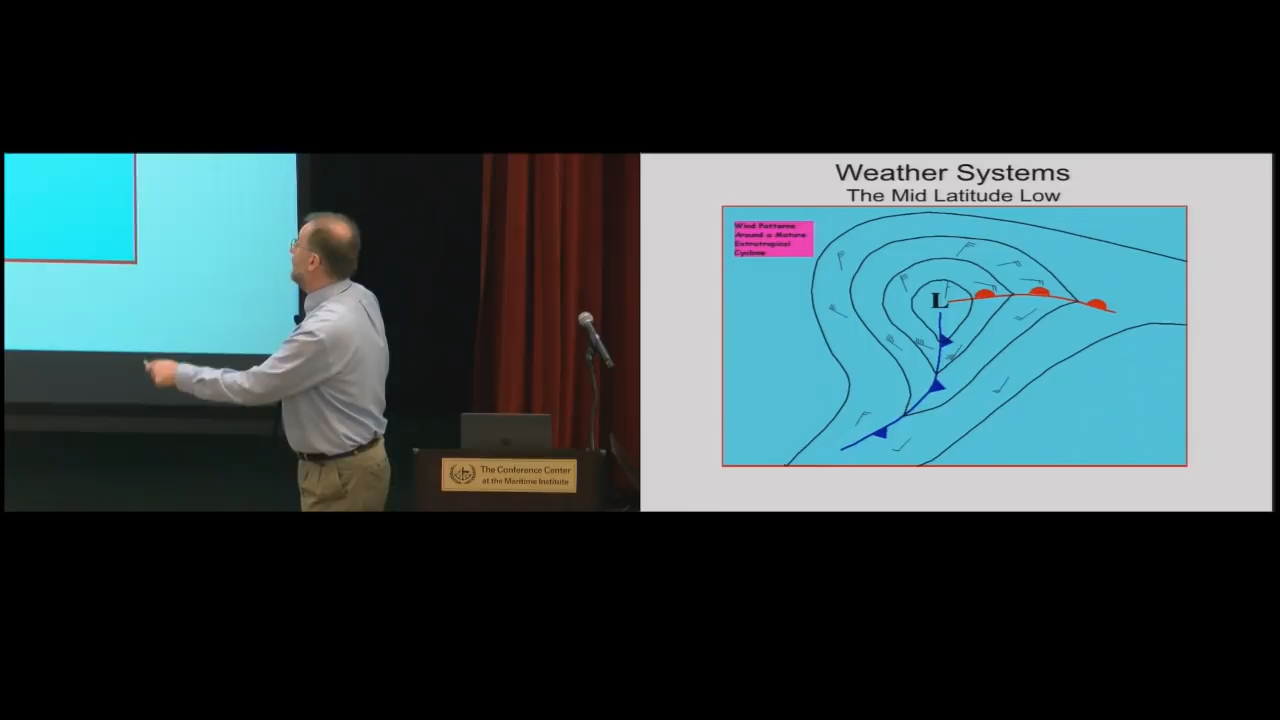 The Conference Center
at the Maritime Institute
Weather Systems
The Mid Latitude Low
Wind Patterns
Around a Mature
Extratropical
Cyclone
L